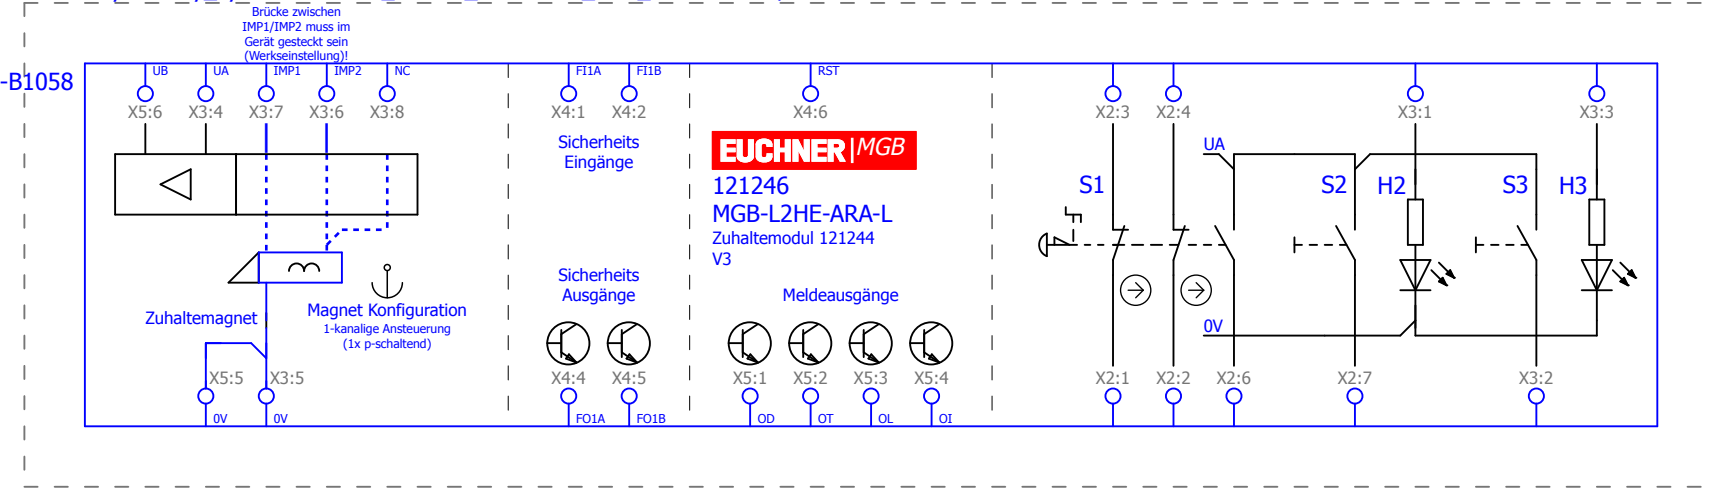 Brücke zwischen
IMP1/IMP2 muss im
Gerät gesteckt sein
(Werkseinstellung)!
-B1058
UB UA IMP1 IMP2 NC FI1A FI1B RST
X5:6 X3:4 X3:7 X3:6 X3:8 X4:1 X4:2 X4:6 X2:3 X2:4 X3:1 X3:3
Sicherheits
Eingänge
EUCHNER|MGB
121246
MGB-L2HE-ARA-L
Zuhaltemodul 121244
V3
UA
S1 S2 H2 S3 H3
Sicherheits
Ausgänge
Meldeausgänge
Zuhaltemagnet
Magnet Konfiguration
1-kanalige Ansteuerung
(1x p-schaltend)
0V
X5:5 X3:5 X4:4 X4:5 X5:1 X5:2 X5:3 X5:4 X2:1 X2:2 X2:6 X2:7 X3:2
0V 0V FO1A FO1B OD OT OL OI